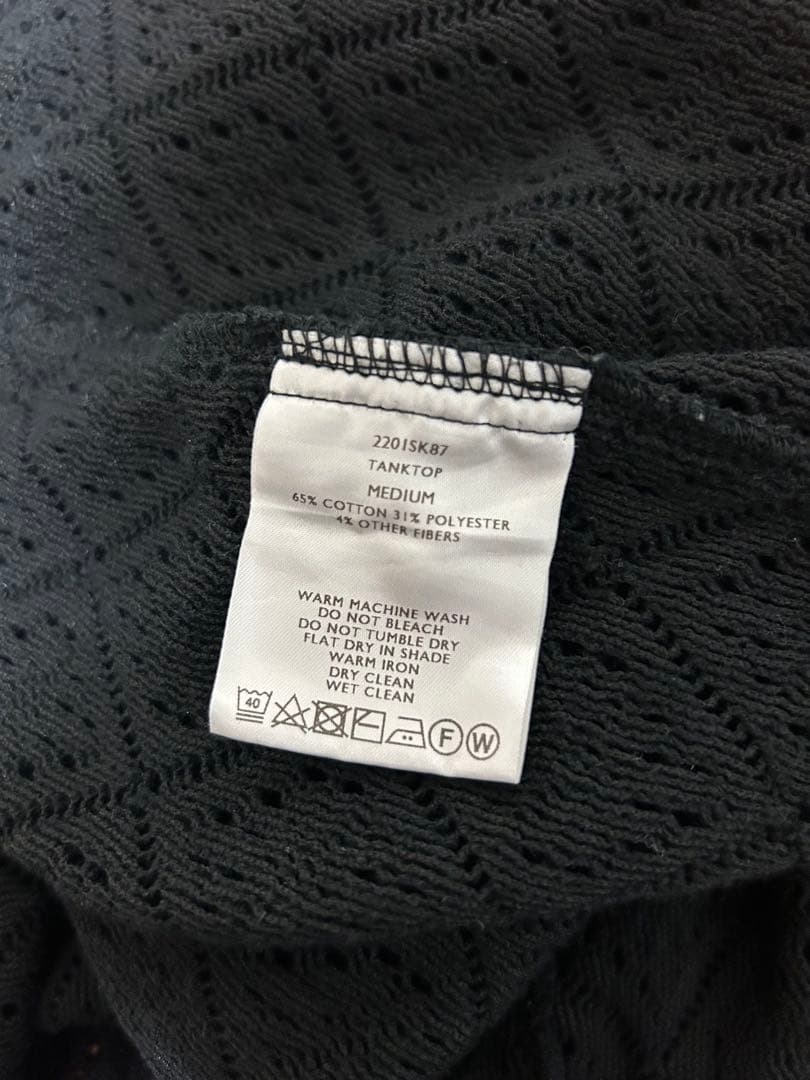 2201SK87
TANKTOP
MEDIUM
65% COTTON 31% POLYESTER
4% OTHER FIBERS
WARM MACHINE WASH
DO NOT BLEACH
DO NOT TUMBLE DRY
FLAT DRY IN SHADE
WARM IRON
DRY CLEAN
WET CLEAN
40 F W